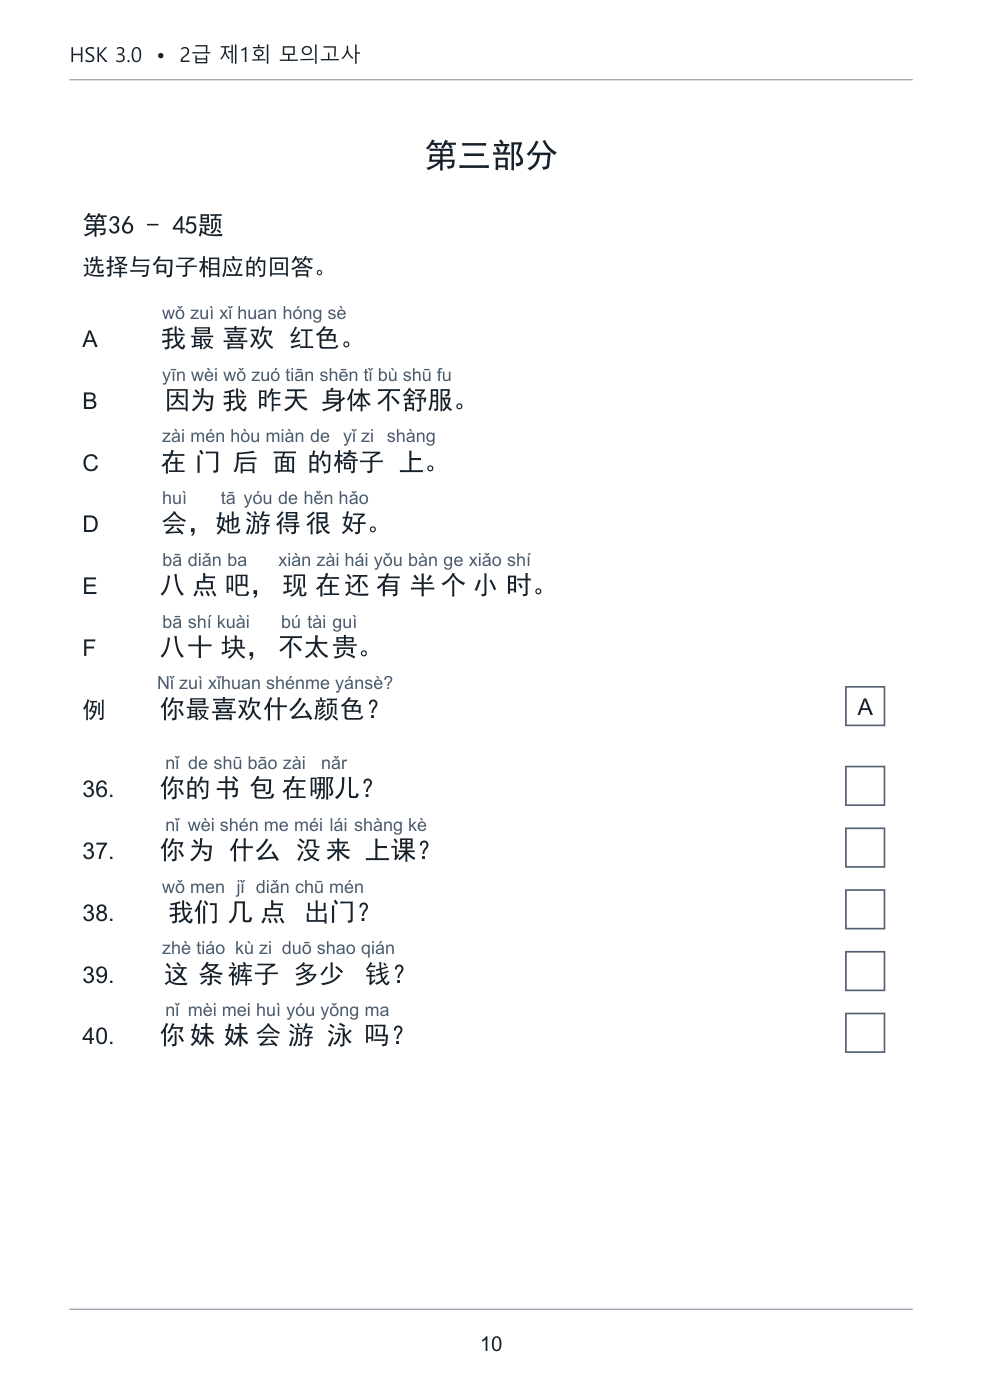 HSK 3.0 • 2급 제1회 모의고사
第三部分
第36 － 45题
选择与句子相应的回答。
wǒ zuì xǐ huan hóng sè
A 我最喜欢 红色。
yīn wèi wǒ zuó tiān shēn tǐ bù shū fu
B 因为我昨天 身体不舒服。
zài mén hòu miàn de yǐ zi shàng
C 在门后面的椅子 上。
huì tā yóu de hěn hǎo
D 会，她游得很好。
bā diǎn ba xiàn zài hái yǒu bàn ge xiǎo shí
E 八点吧，现在还有半个小时。
bā shí kuài bú tài guì
F 八十块，不太贵。
Nǐ zuì xǐhuan shénme yánsè?
例 你最喜欢什么颜色? A
nǐ de shū bāo zài nǎr
36. 你的书包在哪儿?
nǐ wèi shén me méi lái shàng kè
37. 你为什么没来 上课?
wǒ men jǐ diǎn chū mén
38. 我们几点 出门?
zhè tiáo kù zi duō shao qián
39. 这条裤子 多少 钱?
nǐ mèi mei huì yóu yǒng ma
40. 你妹妹会游泳吗?
10